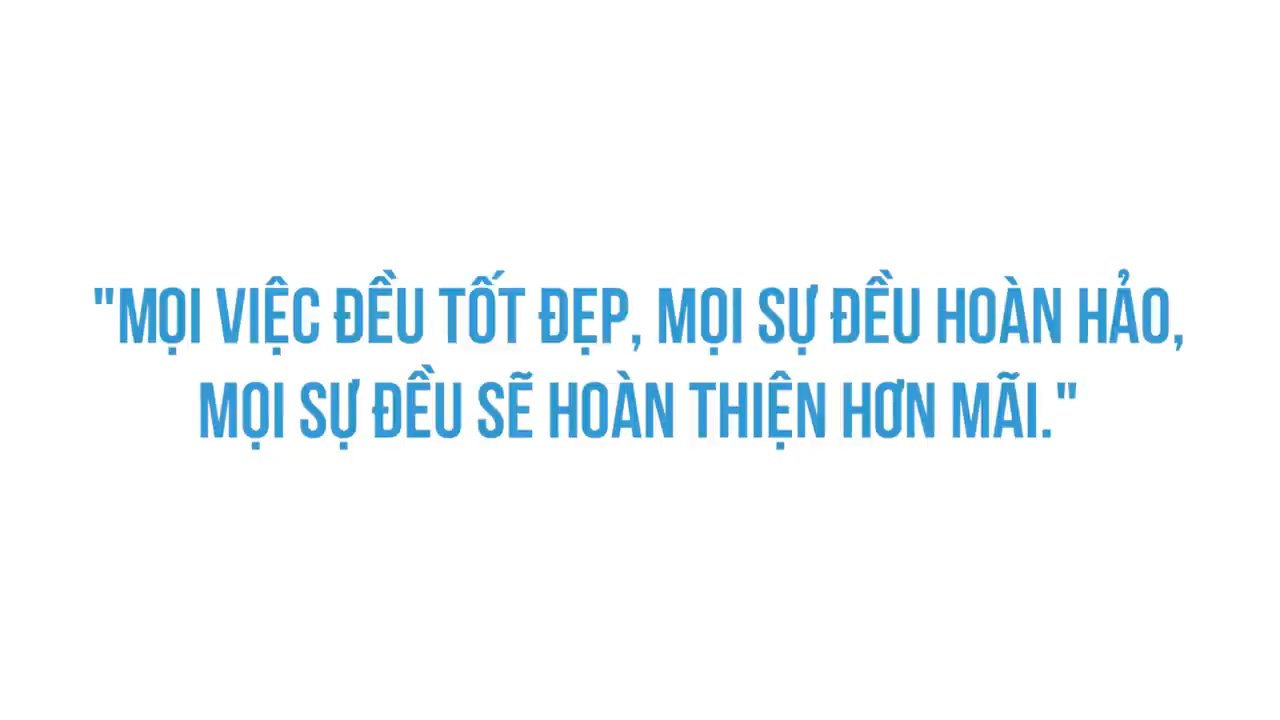 "MỌI VIỆC ĐỀU TỐT ĐẸP, MỌI SỰ ĐỀU HOÀN HẢO,
MỌI SỰ ĐỀU SẼ HOÀN THIỆN HƠN MÃI."